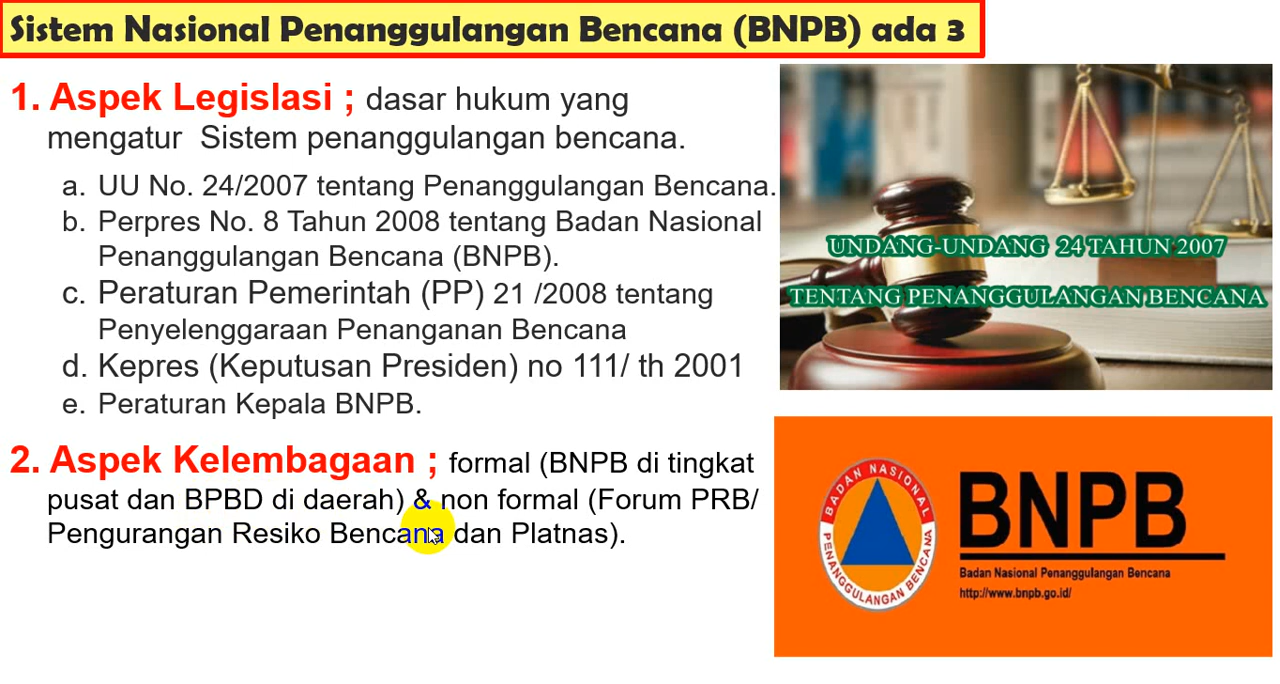 Sistem Nasional Penanggulangan Bencana (BNPB) ada 3
1. Aspek Legislasi ; dasar hukum yang
mengatur Sistem penanggulangan bencana.
a. UU No. 24/2007 tentang Penanggulangan Bencana.
b. Perpres No. 8 Tahun 2008 tentang Badan Nasional
Penanggulangan Bencana (BNPB).
c. Peraturan Pemerintah (PP) 21 /2008 tentang
Penyelenggaraan Penanganan Bencana
d. Kepres (Keputusan Presiden) no 111/ th 2001
e. Peraturan Kepala BNPB.
2. Aspek Kelembagaan ; formal (BNPB di tingkat
pusat dan BPBD di daerah) & non formal (Forum PRB/
Pengurangan Resiko Bencana dan Platnas).
UNDANG-UNDANG 24 TAHUN 2007
TENTANG PENANGGULANGAN BENCANA
BADAN NASIONAL
PENANGGULANGAN BENCANA
BNPB
Badan Nasional Penanggulangan Bencana
http://www.bnpb.go.id/